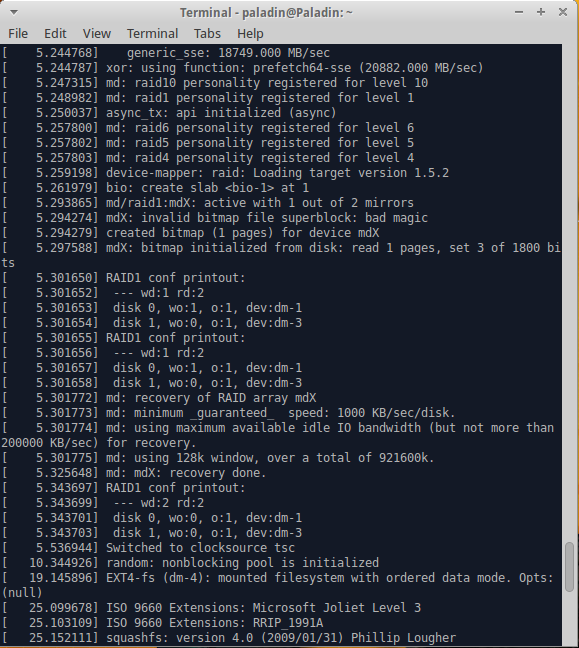 Terminal - paladin@Paladin: ~
File Edit View Terminal Tabs Help
[    5.244768]    generic_sse: 18749.000 MB/sec
[    5.244787] xor: using function: prefetch64-sse (20882.000 MB/sec)
[    5.247315] md: raid10 personality registered for level 10
[    5.248982] md: raid1 personality registered for level 1
[    5.250037] async_tx: api initialized (async)
[    5.257800] md: raid6 personality registered for level 6
[    5.257802] md: raid5 personality registered for level 5
[    5.257803] md: raid4 personality registered for level 4
[    5.259198] device-mapper: raid: Loading target version 1.5.2
[    5.261979] bio: create slab <bio-1> at 1
[    5.293865] md/raid1:mdX: active with 1 out of 2 mirrors
[    5.294274] mdX: invalid bitmap file superblock: bad magic
[    5.294279] created bitmap (1 pages) for device mdX
[    5.297588] mdX: bitmap initialized from disk: read 1 pages, set 3 of 1800 bi
ts
[    5.301650] RAID1 conf printout:
[    5.301652]  --- wd:1 rd:2
[    5.301653]  disk 0, wo:1, o:1, dev:dm-1
[    5.301654]  disk 1, wo:0, o:1, dev:dm-3
[    5.301655] RAID1 conf printout:
[    5.301656]  --- wd:1 rd:2
[    5.301657]  disk 0, wo:1, o:1, dev:dm-1
[    5.301658]  disk 1, wo:0, o:1, dev:dm-3
[    5.301772] md: recovery of RAID array mdX
[    5.301773] md: minimum _guaranteed_  speed: 1000 KB/sec/disk.
[    5.301774] md: using maximum available idle IO bandwidth (but not more than
200000 KB/sec) for recovery.
[    5.301775] md: using 128k window, over a total of 921600k.
[    5.325648] md: mdX: recovery done.
[    5.343697] RAID1 conf printout:
[    5.343699]  --- wd:2 rd:2
[    5.343701]  disk 0, wo:0, o:1, dev:dm-1
[    5.343703]  disk 1, wo:0, o:1, dev:dm-3
[    5.536944] Switched to clocksource tsc
[   10.344926] random: nonblocking pool is initialized
[   19.145896] EXT4-fs (dm-4): mounted filesystem with ordered data mode. Opts:
(null)
[   25.099678] ISO 9660 Extensions: Microsoft Joliet Level 3
[   25.103109] ISO 9660 Extensions: RRIP_1991A
[   25.152111] squashfs: version 4.0 (2009/01/31) Phillip Lougher